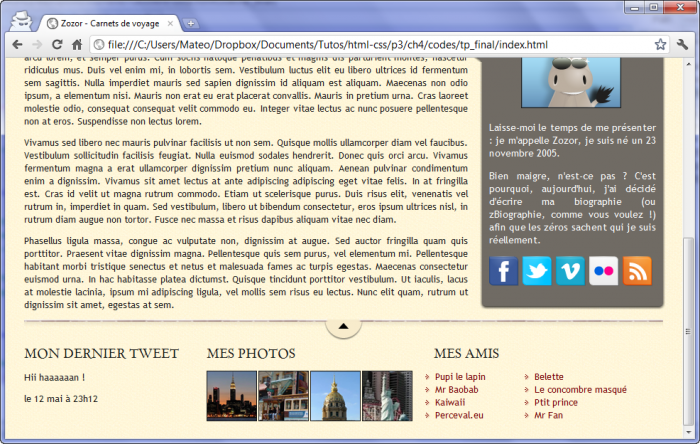 Zozor - Carnets de voyage
file:///C:/Users/Mateo/Dropbox/Documents/Tutos/html-css/p3/ch4/codes/tp_final/index.html
arcu lorem, et semper purus. Cum sociis natoque penatibus et magnis dis parturient montes, nascetur
ridiculus mus. Duis vel enim mi, in lobortis sem. Vestibulum luctus elit eu libero ultrices id fermentum
sem sagittis. Nulla imperdiet mauris sed sapien dignissim id aliquam est aliquam. Maecenas non odio
ipsum, a elementum nisi. Mauris non erat eu erat placerat convallis. Mauris in pretium urna. Cras laoreet
molestie odio, consequat consequat velit commodo eu. Integer vitae lectus ac nunc posuere pellentesque
non at eros. Suspendisse non lectus lorem.
Vivamus sed libero nec mauris pulvinar facilisis ut non sem. Quisque mollis ullamcorper diam vel faucibus.
Vestibulum sollicitudin facilisis feugiat. Nulla euismod sodales hendrerit. Donec quis orci arcu. Vivamus
fermentum magna a erat ullamcorper dignissim pretium nunc aliquam. Aenean pulvinar condimentum
enim a dignissim. Vivamus sit amet lectus at ante adipiscing adipiscing eget vitae felis. In at fringilla
est. Cras id velit ut magna rutrum commodo. Etiam ut scelerisque purus. Duis risus elit, venenatis vel
rutrum in, imperdiet in quam. Sed vestibulum, libero ut bibendum consectetur, eros ipsum ultrices nisl, in
rutrum diam augue non tortor. Fusce nec massa et risus dapibus aliquam vitae nec diam.
Phasellus ligula massa, congue ac vulputate non, dignissim at augue. Sed auctor fringilla quam quis
porttitor. Praesent vitae dignissim magna. Pellentesque quis sem purus, vel elementum mi. Pellentesque
habitant morbi tristique senectus et netus et malesuada fames ac turpis egestas. Maecenas consectetur
euismod urna. In hac habitasse platea dictumst. Quisque tincidunt porttitor vestibulum. Ut iaculis, lacus
at molestie lacinia, ipsum mi adipiscing ligula, vel mollis sem risus eu lectus. Nunc elit quam, rutrum ut
dignissim sit amet, egestas at sem.
Laisse-moi le temps de me présenter
: je m'appelle Zozor, je suis né un 23
novembre 2005.
Bien maigre, n'est-ce pas ? C'est
pourquoi, aujourd'hui, j'ai décidé
d'écrire ma biographie (ou
zBiographie, comme vous voulez !)
afin que les zéros sachent qui je suis
réellement.
MON DERNIER TWEET
Hii haaaaaan !
le 12 mai à 23h12
MES PHOTOS
MES AMIS
Pupi le lapin
Mr Baobab
Kaiwaii
Perceval.eu
Belette
Le concombre masqué
Ptit prince
Mr Fan